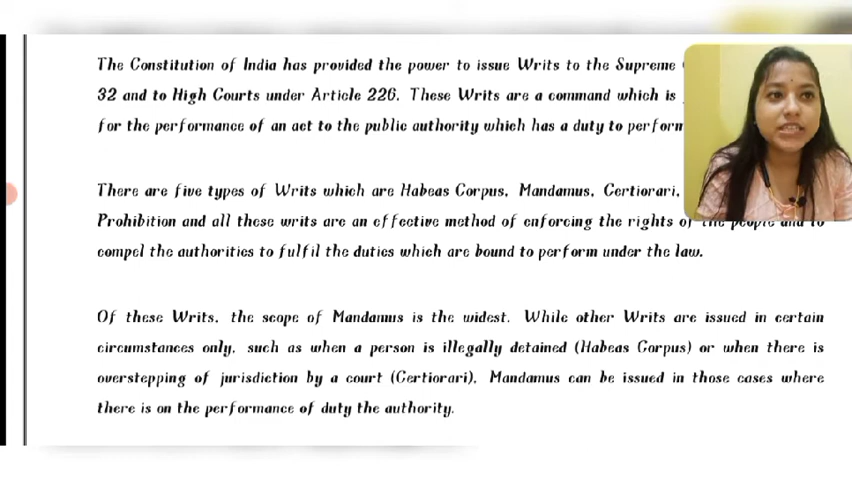 The Constitution of India has provided the power to issue Writs to the Supreme
32 and to High Courts under Article 226. These Writs are a command which is
for the performance of an act to the public authority which has a duty to perform
There are five types of Writs which are Habeas Corpus, Mandamus, Certiorari,
Prohibition and all these writs are an effective method of enforcing the rights of the people and to
compel the authorities to fulfil the duties which are bound to perform under the law.
Of these Writs, the scope of Mandamus is the widest. While other Writs are issued in certain
circumstances only, such as when a person is illegally detained (Habeas Corpus) or when there is
overstepping of jurisdiction by a court (Certiorari), Mandamus can be issued in those cases where
there is on the performance of duty the authority.